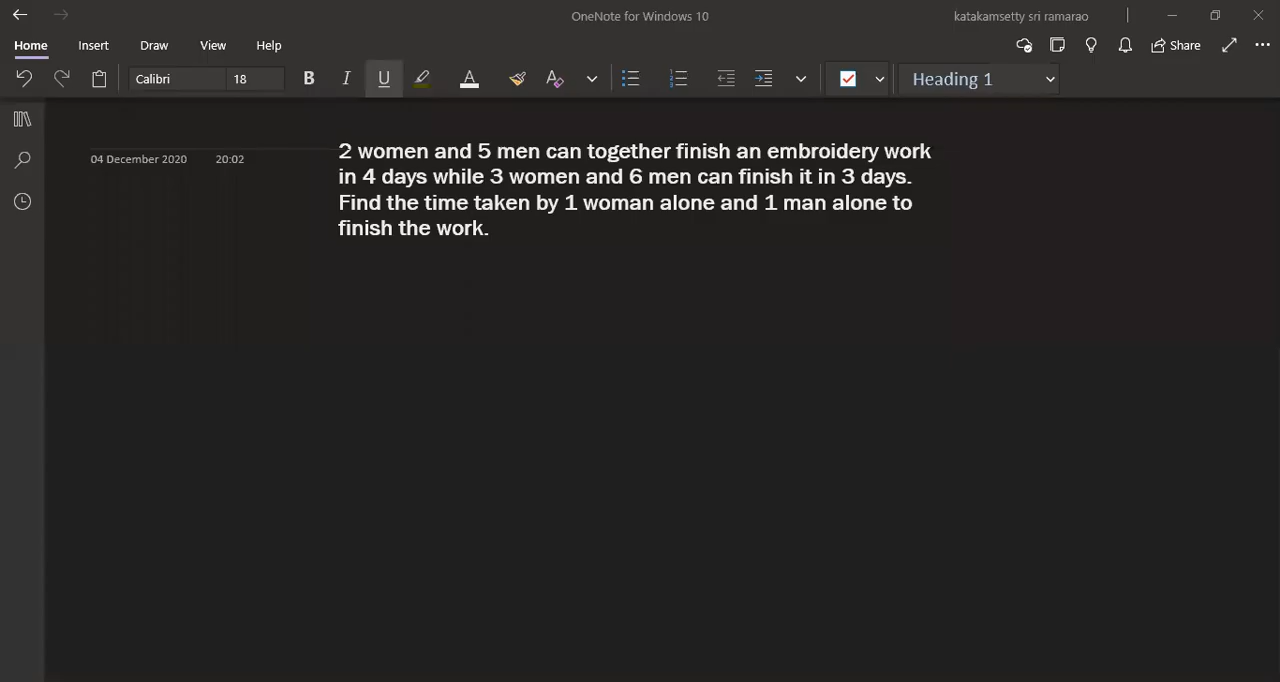 OneNote for Windows 10
katakamsetty sri ramarao
Home Insert Draw View Help
Share
Calibri 18 B I U A A Heading 1
04 December 2020 20:02
2 women and 5 men can together finish an embroidery work
in 4 days while 3 women and 6 men can finish it in 3 days.
Find the time taken by 1 woman alone and 1 man alone to
finish the work.